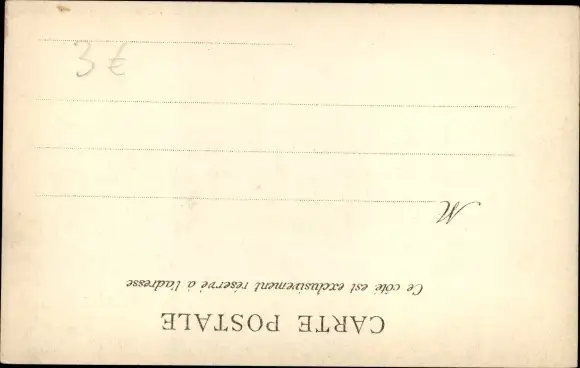 CARTE POSTALE
Ce côté est exclusivement réservé à l'adresse
M
3 €